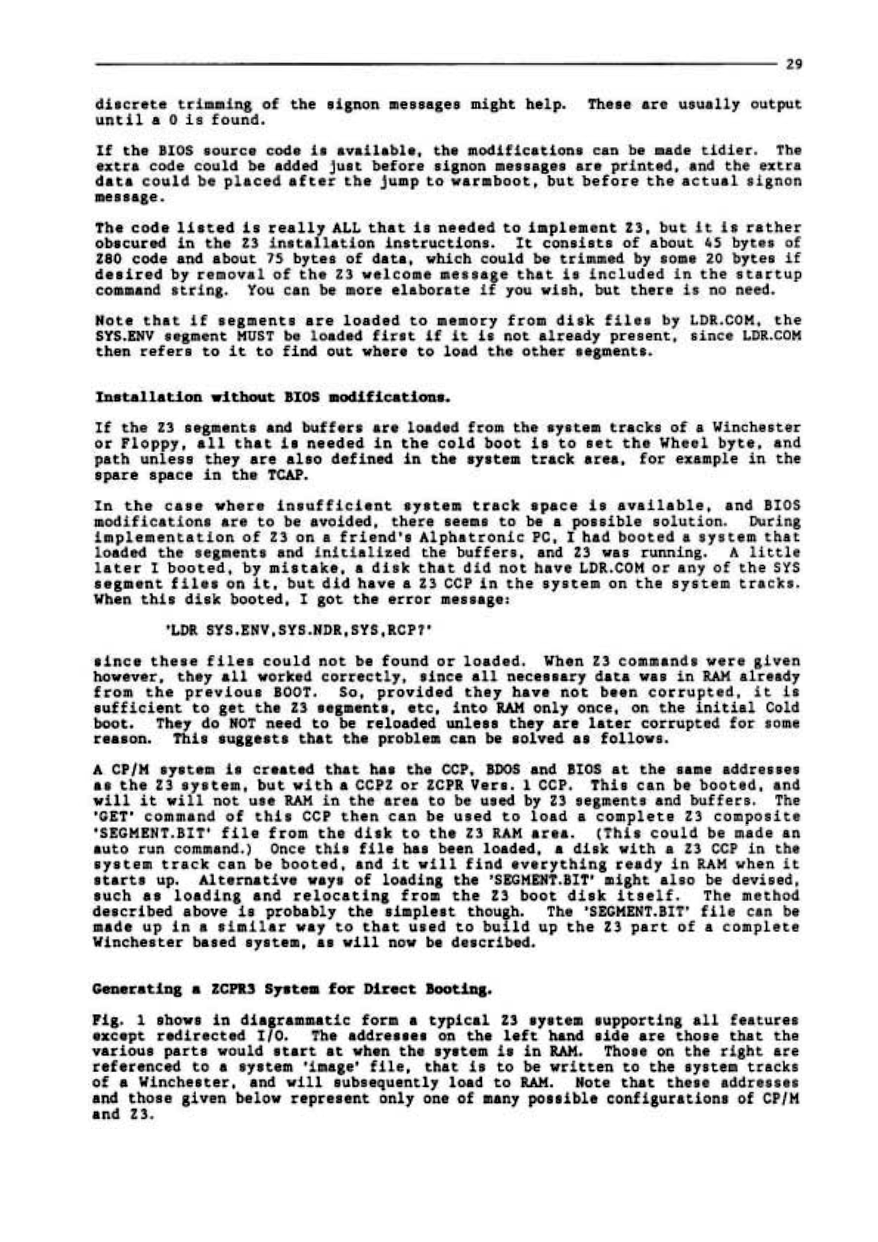 29
discrete trimming of the signon messages might help. These are usually output
until a 0 is found.
If the BIOS source code is available, the modifications can be made tidier. The
extra code could be added just before signon messages are printed, and the extra
data could be placed after the jump to warmboot, but before the actual signon
message.
The code listed is really ALL that is needed to implement Z3, but it is rather
obscured in the Z3 installation instructions. It consists of about 45 bytes of
Z80 code and about 75 bytes of data, which could be trimmed by some 20 bytes if
desired by removal of the Z3 welcome message that is included in the startup
command string. You can be more elaborate if you wish, but there is no need.
Note that if segments are loaded to memory from disk files by LDR.COM, the
SYS.ENV segment MUST be loaded first if it is not already present, since LDR.COM
then refers to it to find out where to load the other segments.
Installation without BIOS modifications.
If the Z3 segments and buffers are loaded from the system tracks of a Winchester
or Floppy, all that is needed in the cold boot is to set the Wheel byte, and
path unless they are also defined in the system track area, for example in the
spare space in the TCAP.
In the case where insufficient system track space is available, and BIOS
modifications are to be avoided, there seems to be a possible solution. During
implementation of Z3 on a friend's Alphatronic PC, I had booted a system that
loaded the segments and initialized the buffers, and Z3 was running. A little
later I booted, by mistake, a disk that did not have LDR.COM or any of the SYS
segment files on it, but did have a Z3 CCP in the system on the system tracks.
When this disk booted, I got the error message:
'LDR SYS.ENV,SYS.NDR,SYS,RCP?'
since these files could not be found or loaded. When Z3 commands were given
however, they all worked correctly, since all necessary data was in RAM already
from the previous BOOT. So, provided they have not been corrupted, it is
sufficient to get the Z3 segments, etc, into RAM only once, on the initial Cold
boot. They do NOT need to be reloaded unless they are later corrupted for some
reason. This suggests that the problem can be solved as follows.
A CP/M system is created that has the CCP, BDOS and BIOS at the same addresses
as the Z3 system, but with a CCPZ or ZCPR Vers. 1 CCP. This can be booted, and
will it will not use RAM in the area to be used by Z3 segments and buffers. The
'GET' command of this CCP then can be used to load a complete Z3 composite
'SEGMENT.BIT' file from the disk to the Z3 RAM area. (This could be made an
auto run command.) Once this file has been loaded, a disk with a Z3 CCP in the
system track can be booted, and it will find everything ready in RAM when it
starts up. Alternative ways of loading the 'SEGMENT.BIT' might also be devised,
such as loading and relocating from the Z3 boot disk itself. The method
described above is probably the simplest though. The 'SEGMENT.BIT' file can be
made up in a similar way to that used to build up the Z3 part of a complete
Winchester based system, as will now be described.
Generating a ZCPR3 System for Direct Booting.
Fig. 1 shows in diagrammatic form a typical Z3 system supporting all features
except redirected I/O. The addresses on the left hand side are those that the
various parts would start at when the system is in RAM. Those on the right are
referenced to a system 'image' file, that is to be written to the system tracks
of a Winchester, and will subsequently load to RAM. Note that these addresses
and those given below represent only one of many possible configurations of CP/M
and Z3.